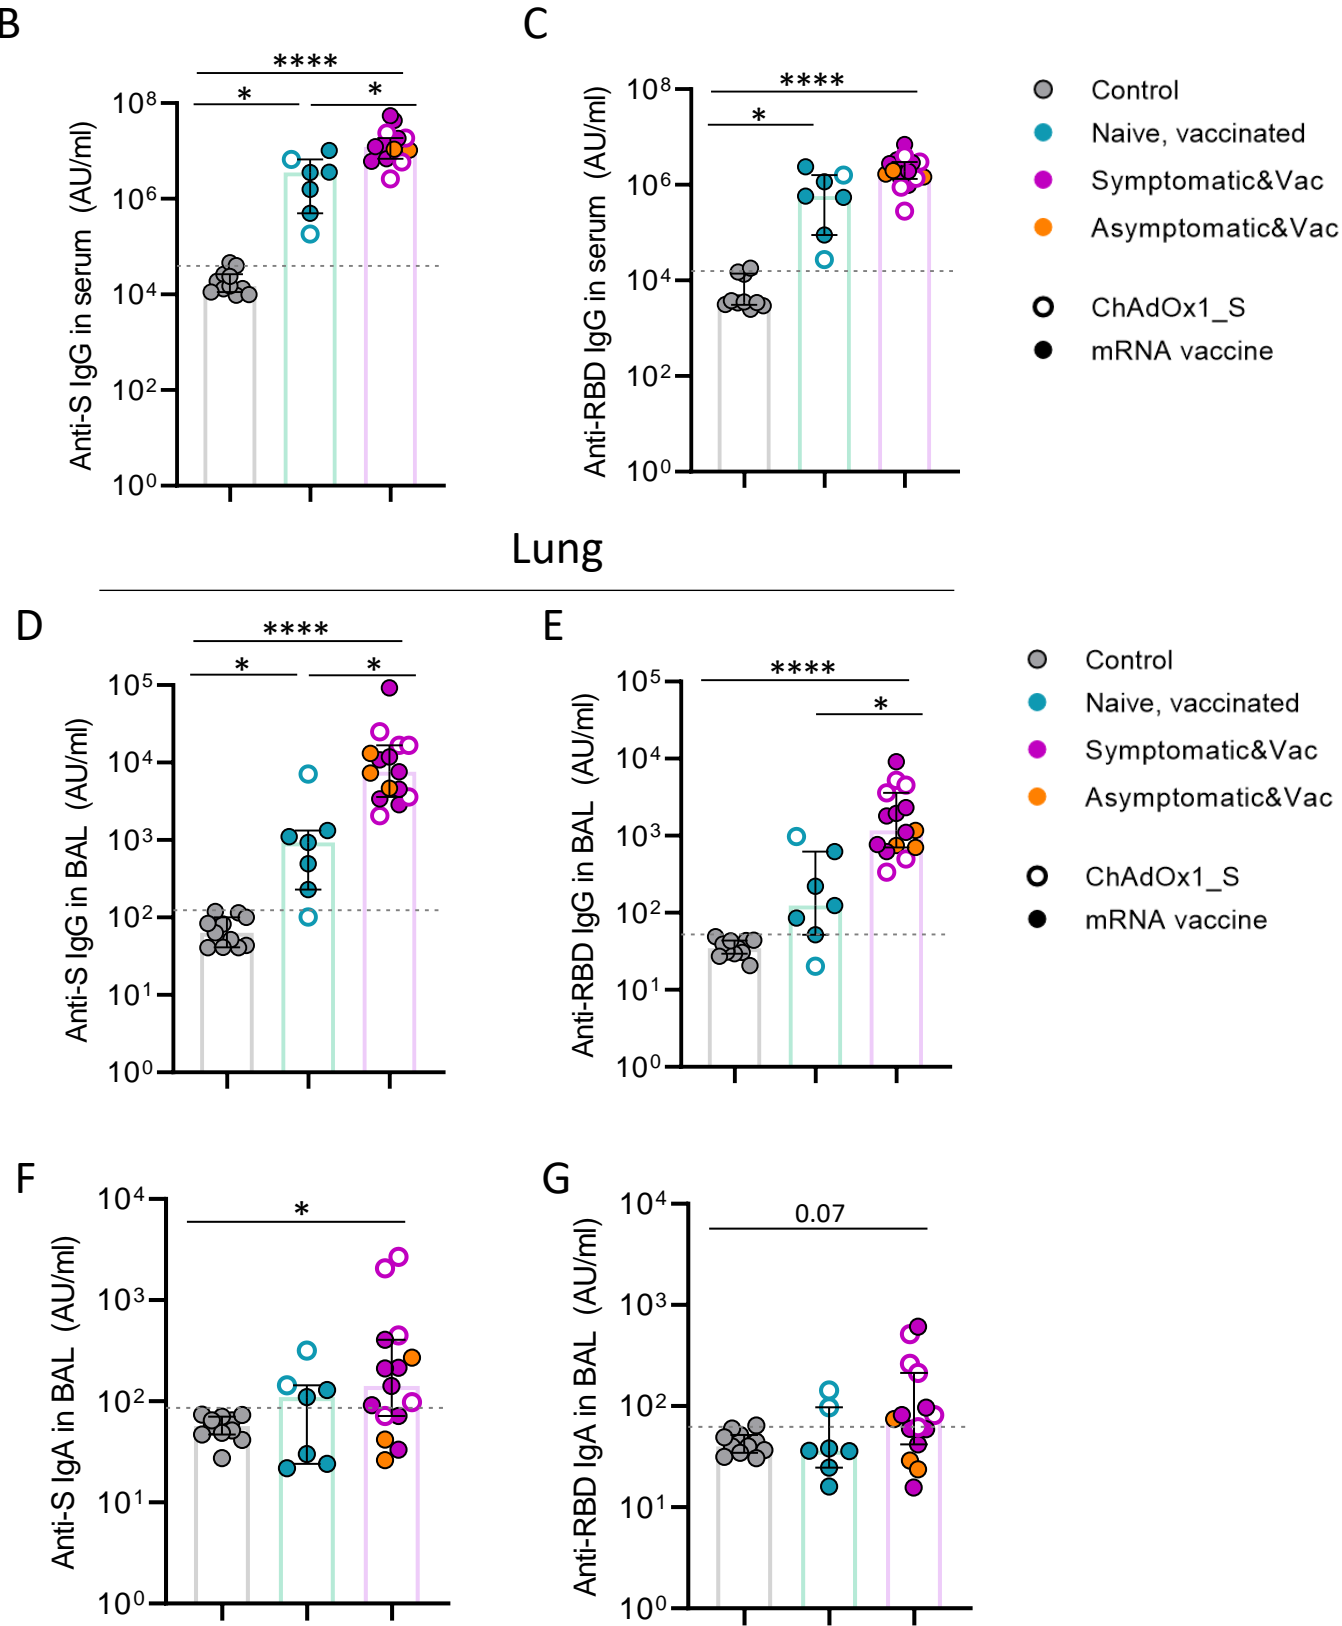 B
C
****
*
*
10⁸
10⁶
10⁴
10²
10⁰
Anti-S IgG in serum (AU/ml)
****
*
10⁸
10⁶
10⁴
10²
10⁰
Anti-RBD IgG in serum (AU/ml)
Control
Naive, vaccinated
Symptomatic&Vac
Asymptomatic&Vac
ChAdOx1_S
mRNA vaccine
Lung
D
****
*
*
10⁵
10⁴
10³
10²
10¹
10⁰
Anti-S IgG in BAL (AU/ml)
E
****
*
10⁵
10⁴
10³
10²
10¹
10⁰
Anti-RBD IgG in BAL (AU/ml)
Control
Naive, vaccinated
Symptomatic&Vac
Asymptomatic&Vac
ChAdOx1_S
mRNA vaccine
F
*
10⁴
10³
10²
10¹
10⁰
Anti-S IgA in BAL (AU/ml)
G
0.07
10⁴
10³
10²
10¹
10⁰
Anti-RBD IgA in BAL (AU/ml)